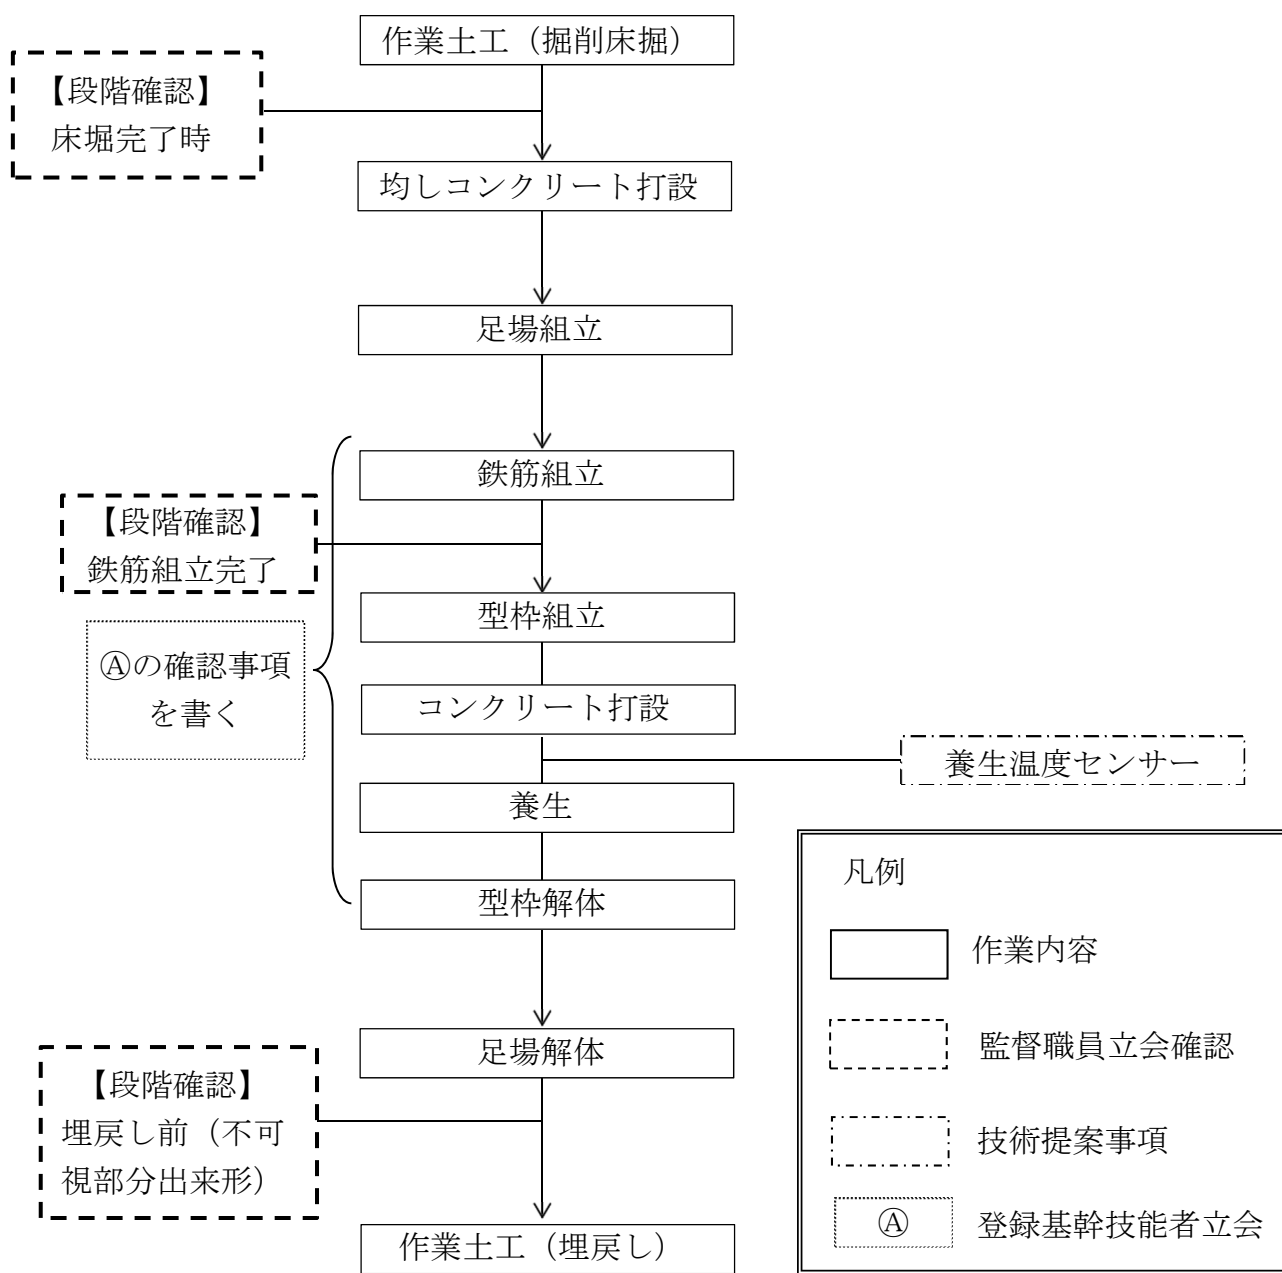 作業土工（掘削床掘）
【段階確認】
床堀完了時
均しコンクリート打設
足場組立
鉄筋組立
【段階確認】
鉄筋組立完了
型枠組立
Ⓐの確認事項
を書く
コンクリート打設
養生温度センサー
養生
型枠解体
足場解体
【段階確認】
埋戻し前（不可
視部分出来形）
作業土工（埋戻し）
凡例
作業内容
監督職員立会確認
技術提案事項
Ⓐ 登録基幹技能者立会